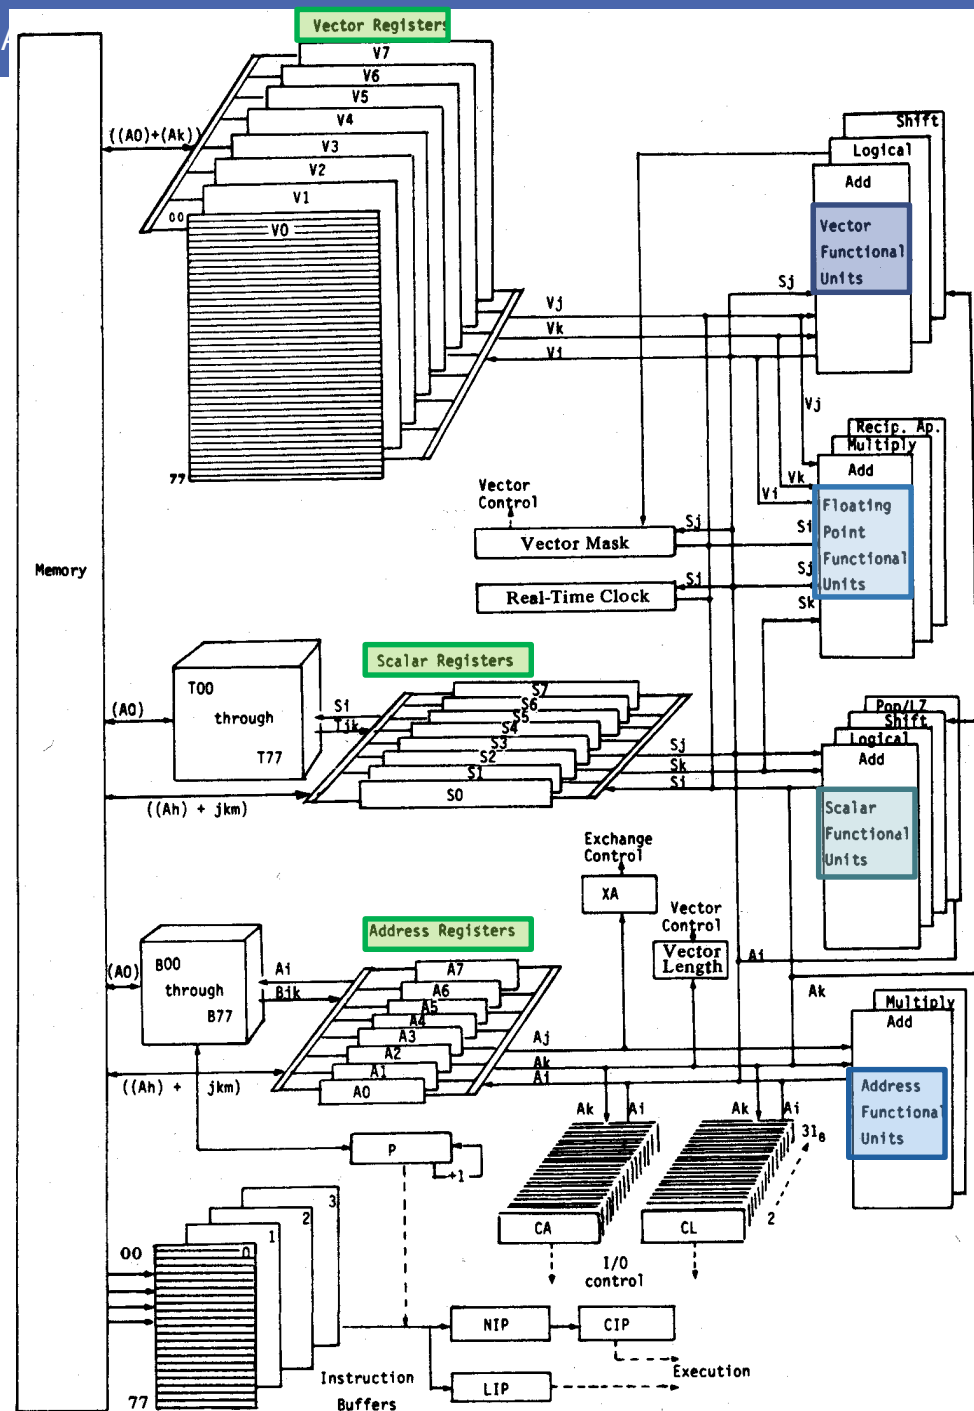 A
Vector Registers
V7
V6
V5
V4
V3
V2
V1
V0
00
77
((A0)+(Ak))
Memory
Shift
Logical
Add
Vector
Functional
Units
Sj
Vj
Vk
Vi
Vj
Vk
Vi
Recip. Ap.
Multiply
Add
Floating
Point
Functional
Units
Sj
Si
Sj
Sj
Sk
Vector
Control
Vector Mask
Real-Time Clock
Scalar Registers
T00
through
T77
(A0)
Si
Tjk
S7
S6
S5
S4
S3
S2
S1
S0
((Ah) + jkm)
Sj
Sk
Si
Pop/LZ
Shift
Logical
Add
Scalar
Functional
Units
Exchange
Control
XA
Vector
Control
Vector
Length
Ai
Ak
Address Registers
B00
through
B77
(A0)
Ai
Bjk
A7
A6
A5
A4
A3
A2
A1
A0
((Ah) + jkm)
Aj
Ak
Ai
Multiply
Add
Address
Functional
Units
Ak Ai
Ak Ai
P
+1
CA
CL
2
31₈
I/O
control
00
77
0
1
2
3
Instruction
Buffers
NIP
CIP
LIP
Execution